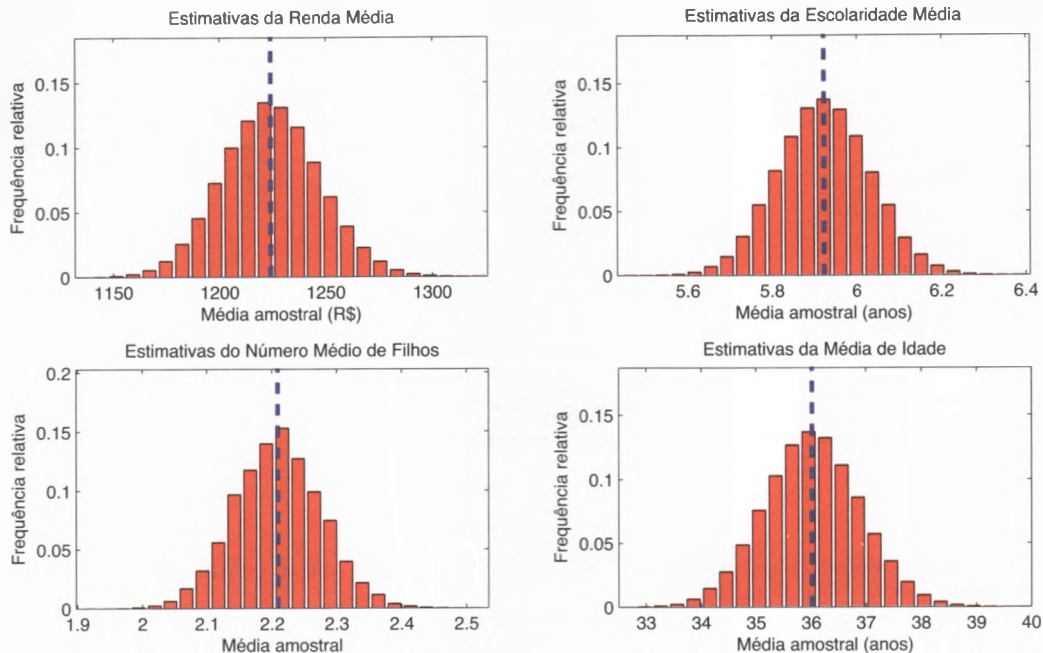 Estimativas da Renda Média
Frequência relativa
0.15
0.1
0.05
0
1150 1200 1250 1300
Média amostral (R$)
Estimativas da Escolaridade Média
Frequência relativa
0.15
0.1
0.05
0
5.6 5.8 6 6.2 6.4
Média amostral (anos)
Estimativas do Número Médio de Filhos
Frequência relativa
0.2
0.15
0.1
0.05
0
1.9 2 2.1 2.2 2.3 2.4 2.5
Média amostral
Estimativas da Média de Idade
Frequência relativa
0.15
0.1
0.05
0
33 34 35 36 37 38 39 40
Média amostral (anos)